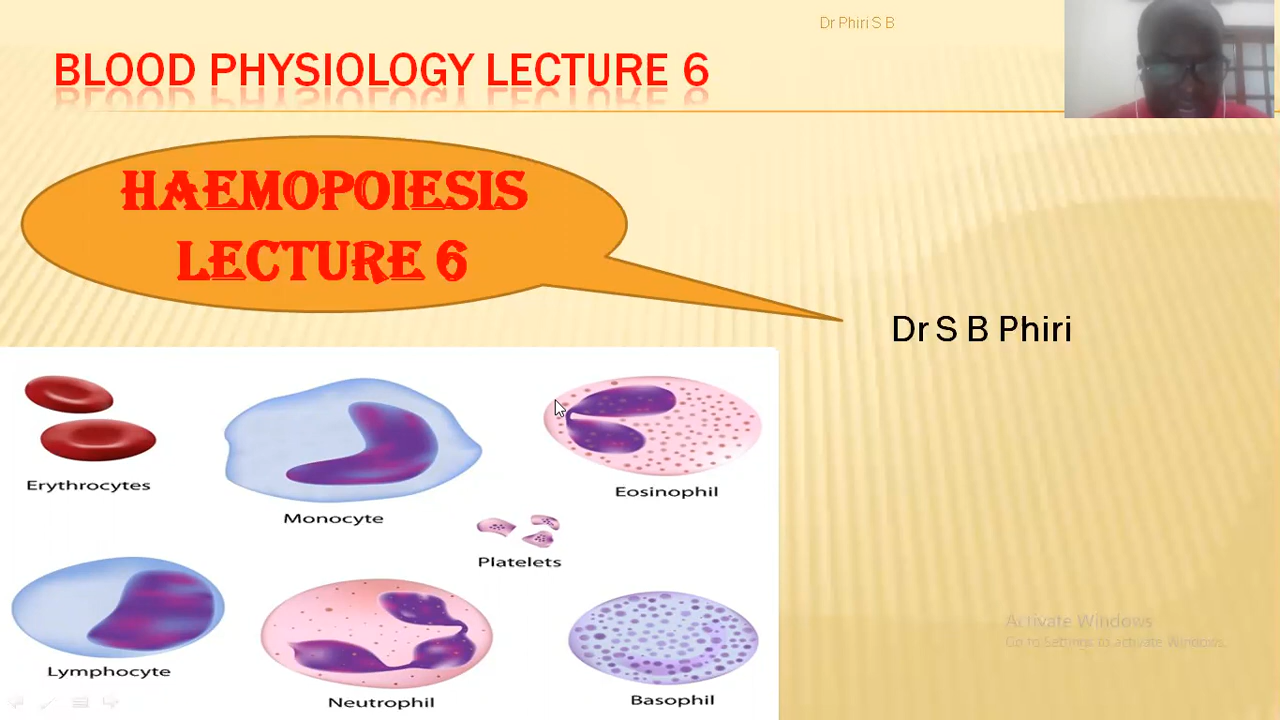 Dr Phiri S B
BLOOD PHYSIOLOGY LECTURE 6
HAEMOPOIESIS
LECTURE 6
Dr S B Phiri
Erythrocytes
Monocyte
Eosinophil
Platelets
Lymphocyte
Neutrophil
Basophil
Activate Windows
Go to Settings to activate Windows.